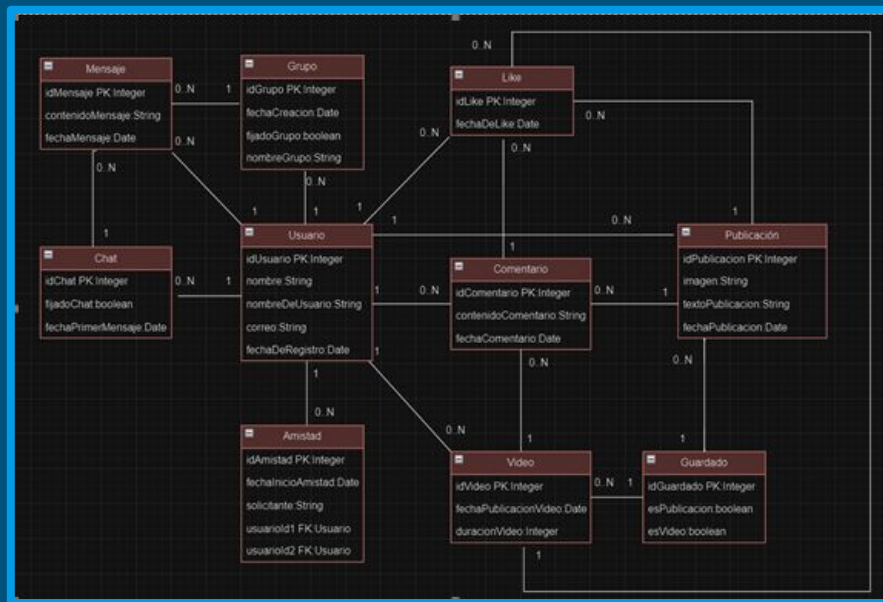 Mensaje
idMensaje PK:Integer
contenidoMensaje:String
fechaMensaje:Date
0..N
1
Grupo
idGrupo PK:Integer
fechaCreacion:Date
fijadoGrupo:boolean
nombreGrupo:String
0..N
Like
idLike PK:Integer
fechaDeLike:Date
0..N
0..N
0..N
0..N
0..N
0..N
0..N
1
Chat
idChat PK:Integer
fijadoChat:boolean
fechaPrimerMensaje:Date
0..N
1
1
1
1
1
Usuario
idUsuario PK:Integer
nombre:String
nombreDeUsuario:String
correo:String
fechaDeRegistro:Date
1
0..N
1
1
0..N
1
Comentario
idComentario PK:Integer
contenidoComentario:String
fechaComentario:Date
0..N
1
0..N
1
Publicación
idPublicacion PK:Integer
imagen:String
textoPublicacion:String
fechaPublicacion:Date
1
0..N
0..N
0..N
0..N
1
1
Amistad
idAmistad PK:Integer
fechaInicioAmistad:Date
solicitante:String
usuarioId1 FK:Usuario
usuarioId2 FK:Usuario
Video
idVideo PK:Integer
fechaPublicacionVideo:Date
duracionVideo:Integer
0..N
1
1
Guardado
idGuardado PK:Integer
esPublicacion:boolean
esVideo:boolean